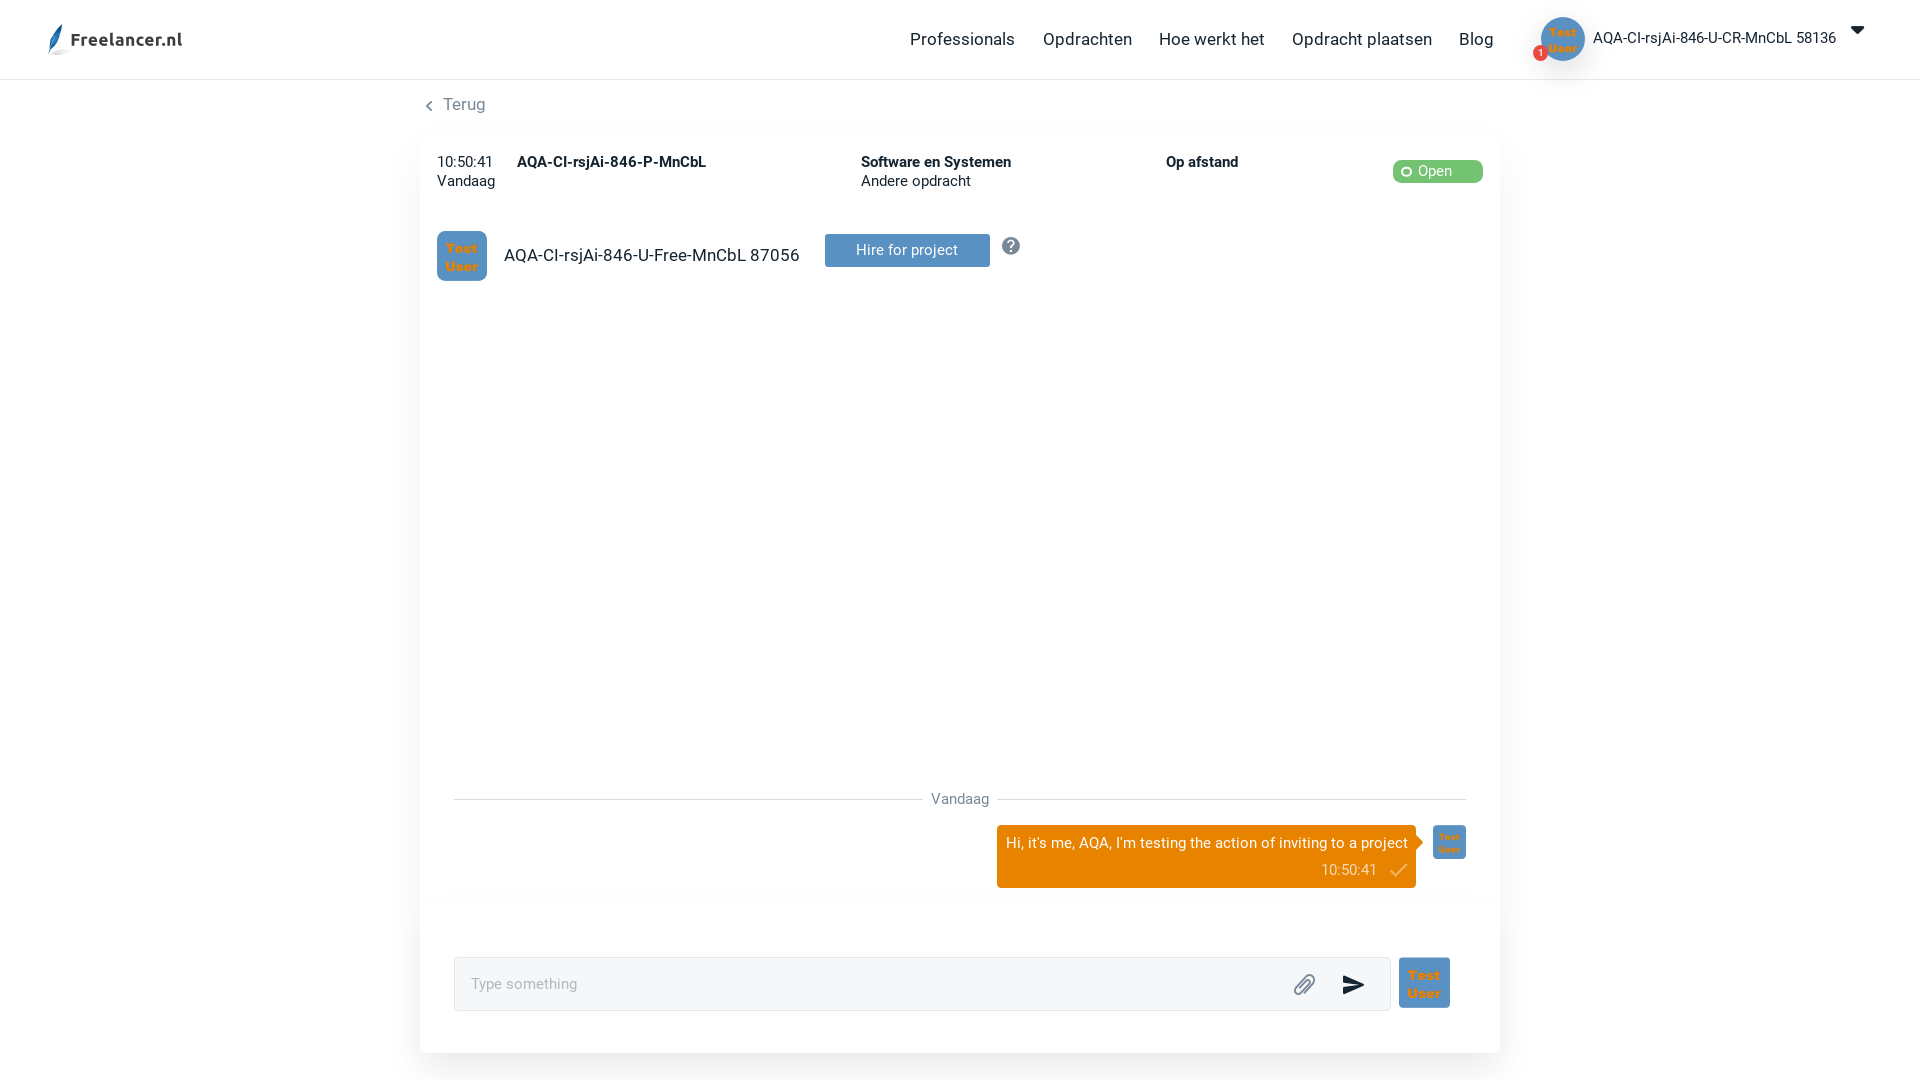 Freelancer.nl
Professionals
Opdrachten
Hoe werkt het
Opdracht plaatsen
Blog
Test
User
1
AQA-CI-rsjAi-846-U-CR-MnCbL 58136
Terug
10:50:41
Vandaag
AQA-CI-rsjAi-846-P-MnCbL
Software en Systemen
Andere opdracht
Op afstand
Open
Test
User
AQA-CI-rsjAi-846-U-Free-MnCbL 87056
Hire for project
?
Vandaag
Hi, it's me, AQA, I'm testing the action of inviting to a project
10:50:41
Test
User
Type something
Test
User